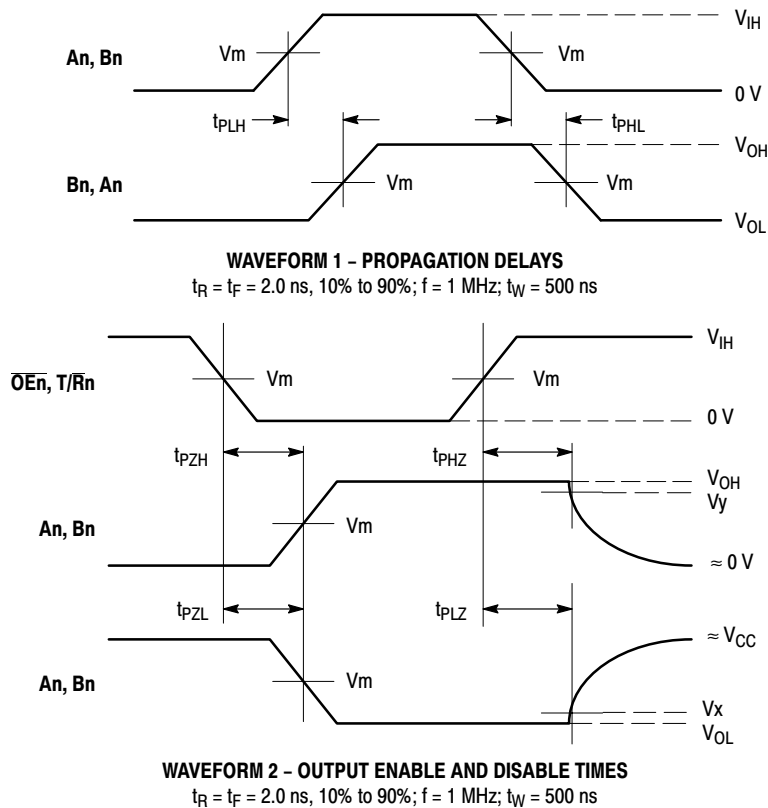 V_IH
An, Bn Vm Vm
0 V
t_PLH t_PHL
V_OH
Bn, An Vm Vm
V_OL
WAVEFORM 1 – PROPAGATION DELAYS
t_R = t_F = 2.0 ns, 10% to 90%; f = 1 MHz; t_W = 500 ns
V_IH
O̅E̅n̅, T/R̅n Vm Vm
0 V
t_PZH t_PHZ
V_OH
Vy
An, Bn Vm
≈ 0 V
t_PZL t_PLZ
≈ V_CC
An, Bn Vm
Vx
V_OL
WAVEFORM 2 – OUTPUT ENABLE AND DISABLE TIMES
t_R = t_F = 2.0 ns, 10% to 90%; f = 1 MHz; t_W = 500 ns